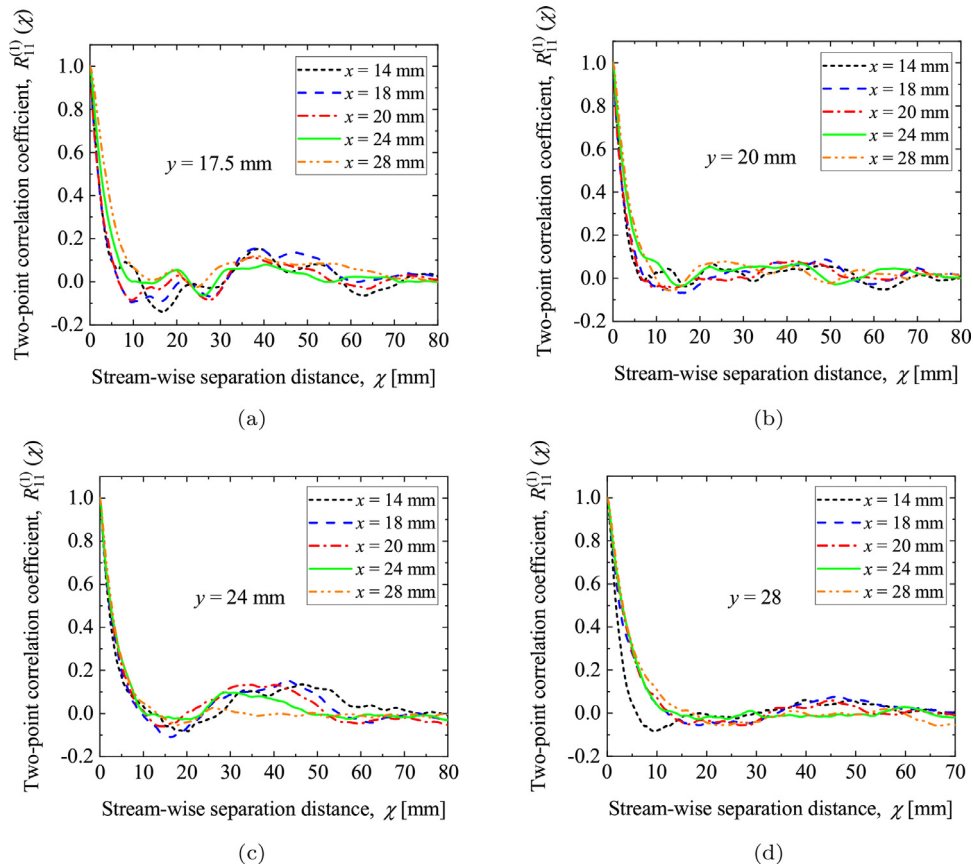 Two-point correlation coefficient, R₁₁⁽¹⁾ (χ)
1.0
0.8
0.6
0.4
0.2
0.0
-0.2
x = 14 mm
x = 18 mm
x = 20 mm
x = 24 mm
x = 28 mm
y = 17.5 mm
0 10 20 30 40 50 60 70 80
Stream-wise separation distance, χ [mm]
(a)
Two-point correlation coefficient, R₁₁⁽¹⁾ (χ)
1.0
0.8
0.6
0.4
0.2
0.0
-0.2
x = 14 mm
x = 18 mm
x = 20 mm
x = 24 mm
x = 28 mm
y = 20 mm
0 10 20 30 40 50 60 70 80
Stream-wise separation distance, χ [mm]
(b)
Two-point correlation coefficient, R₁₁⁽¹⁾ (χ)
1.0
0.8
0.6
0.4
0.2
0.0
-0.2
x = 14 mm
x = 18 mm
x = 20 mm
x = 24 mm
x = 28 mm
y = 24 mm
0 10 20 30 40 50 60 70 80
Stream-wise separation distance, χ [mm]
(c)
Two-point correlation coefficient, R₁₁⁽¹⁾ (χ)
1.0
0.8
0.6
0.4
0.2
0.0
-0.2
x = 14 mm
x = 18 mm
x = 20 mm
x = 24 mm
x = 28 mm
y = 28
0 10 20 30 40 50 60 70
Stream-wise separation distance, χ [mm]
(d)